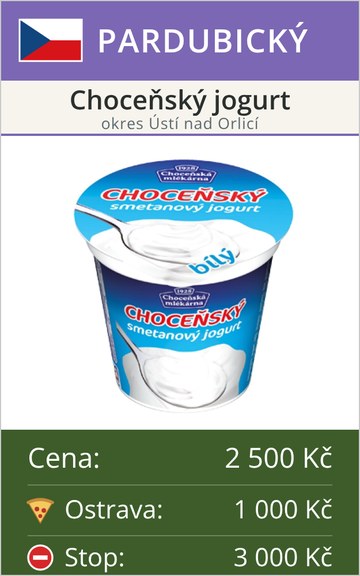 PARDUBICKÝ
Choceňský jogurt
okres Ústí nad Orlicí
1928
Choceňská
mlékárna
CHOCEŇSKÝ
smetanový jogurt
bílý
1928
Choceňská
mlékárna
CHOCEŇSKÝ
smetanový jogurt
Cena: 2 500 Kč
Ostrava: 1 000 Kč
Stop: 3 000 Kč